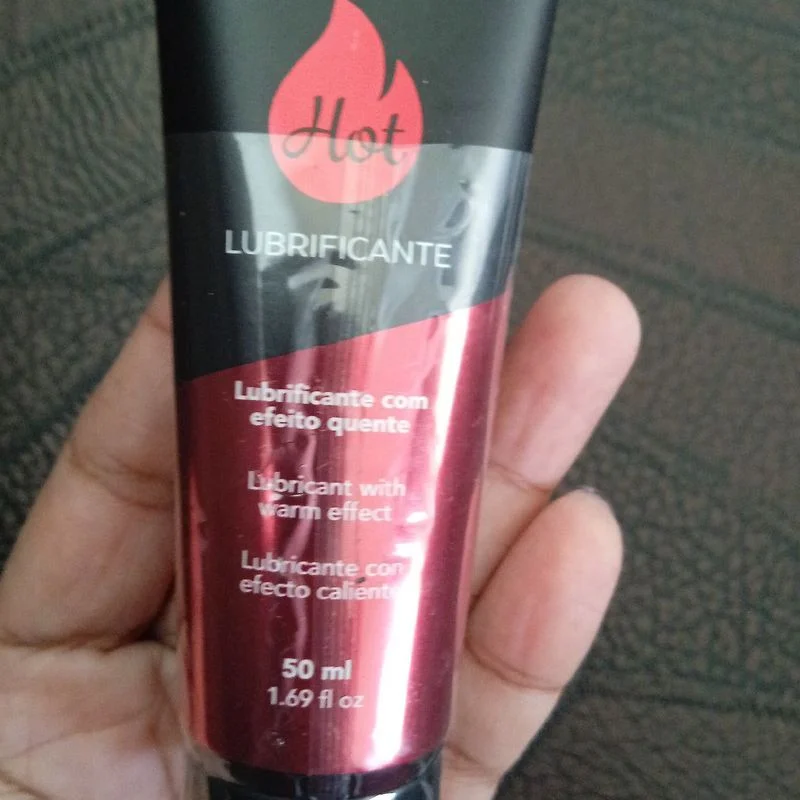 Hot
LUBRIFICANTE
Lubrificante com
efeito quente
Lubricant with
warm effect
Lubricante con
efecto caliente
50 ml
1.69 fl oz